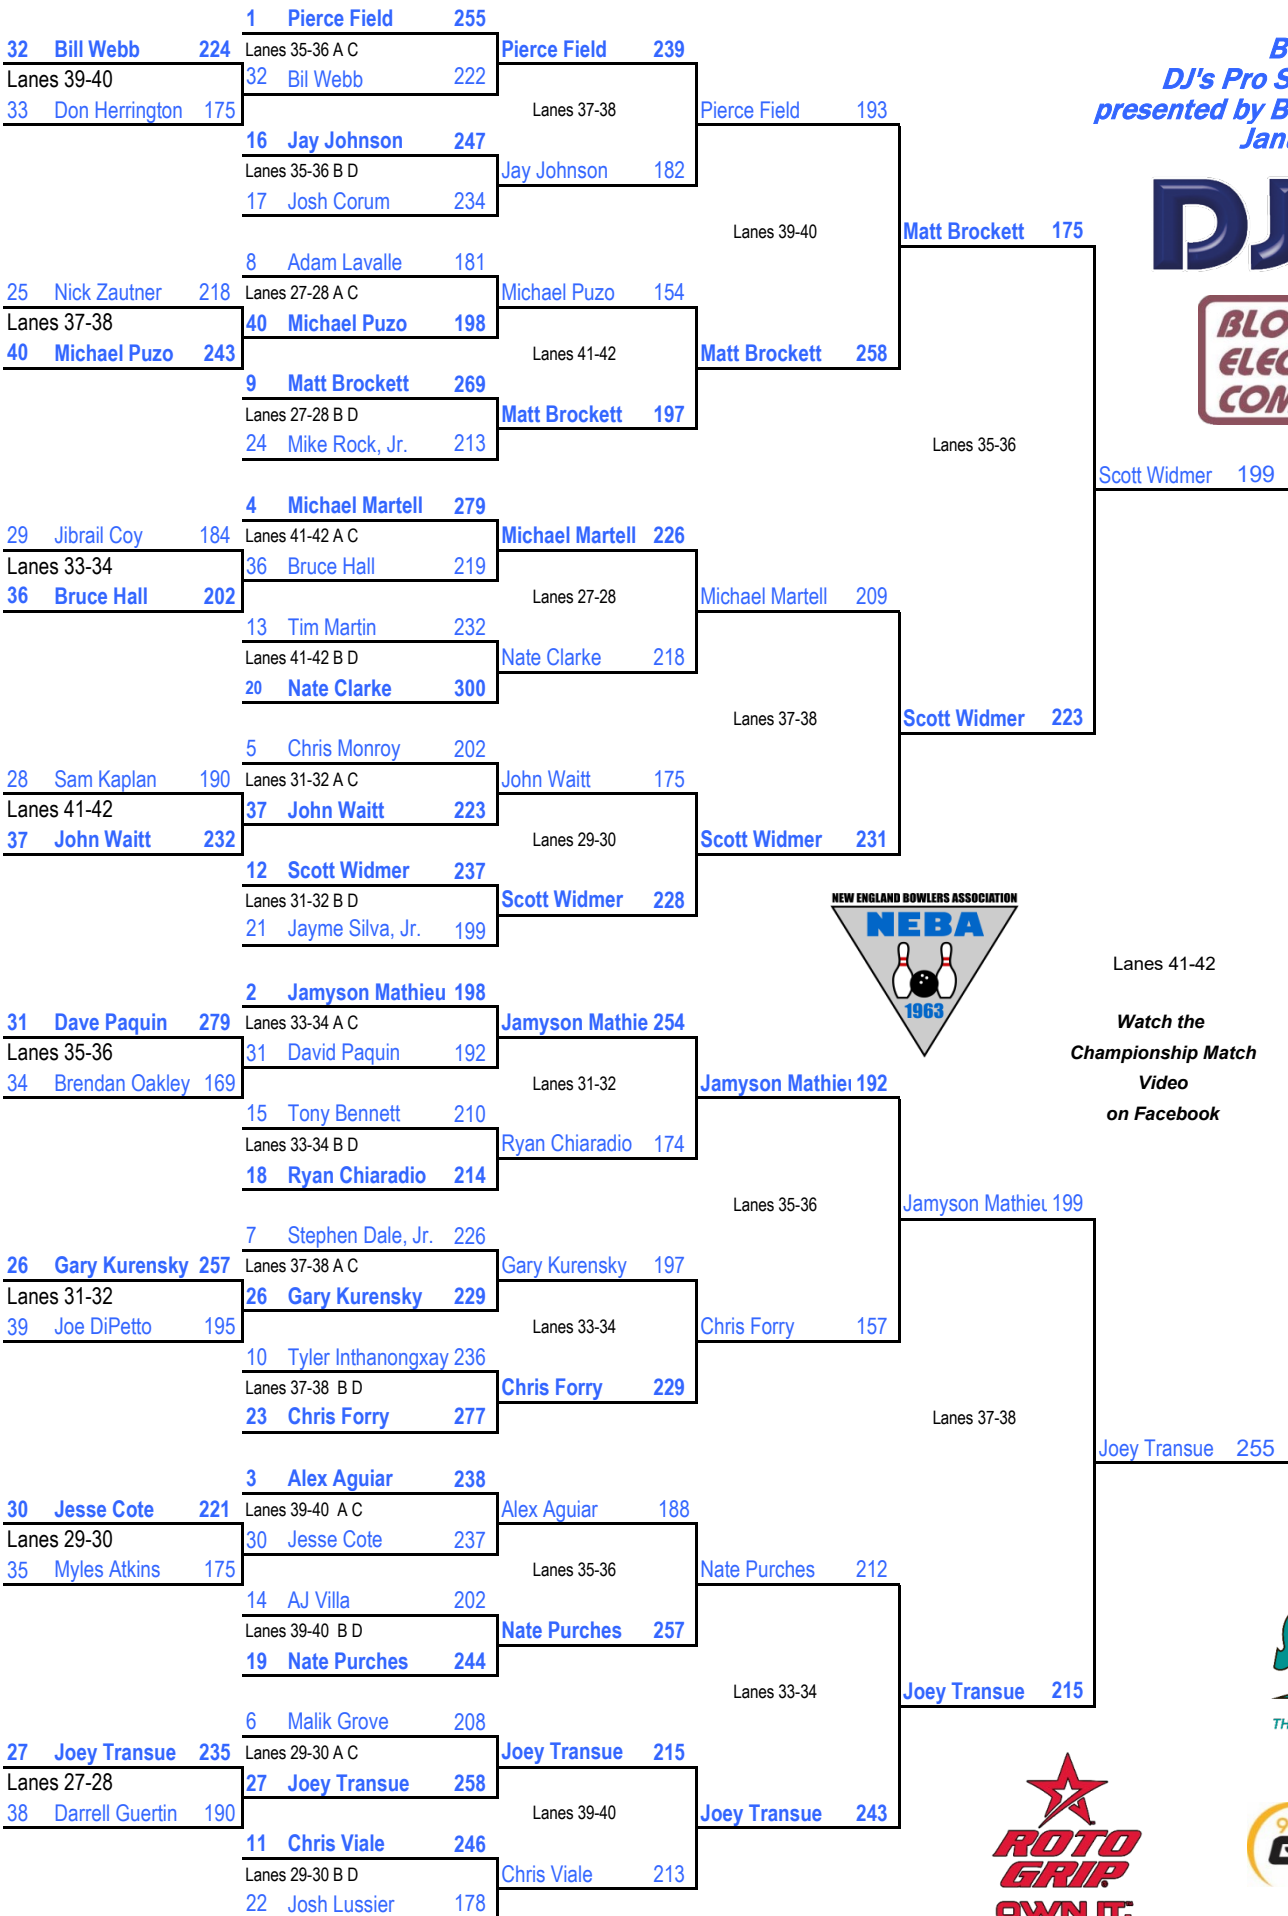 1 Pierce Field 255
32 Bill Webb 224 Lanes 35-36 A C Pierce Field 239
Lanes 39-40 32 Bil Webb 222
33 Don Herrington 175 Lanes 37-38 Pierce Field 193
16 Jay Johnson 247
Lanes 35-36 B D Jay Johnson 182
17 Josh Corum 234
Lanes 39-40 Matt Brockett 175
8 Adam Lavalle 181
25 Nick Zautner 218 Lanes 27-28 A C Michael Puzo 154
Lanes 37-38 40 Michael Puzo 198
40 Michael Puzo 243 Lanes 41-42 Matt Brockett 258
9 Matt Brockett 269
Lanes 27-28 B D Matt Brockett 197
24 Mike Rock, Jr. 213 Lanes 35-36
Scott Widmer 199
4 Michael Martell 279
29 Jibrail Coy 184 Lanes 41-42 A C Michael Martell 226
Lanes 33-34 36 Bruce Hall 219
36 Bruce Hall 202 Lanes 27-28 Michael Martell 209
13 Tim Martin 232
Lanes 41-42 B D Nate Clarke 218
20 Nate Clarke 300
Lanes 37-38 Scott Widmer 223
5 Chris Monroy 202
28 Sam Kaplan 190 Lanes 31-32 A C John Waitt 175
Lanes 41-42 37 John Waitt 223
37 John Waitt 232 Lanes 29-30 Scott Widmer 231
12 Scott Widmer 237
Lanes 31-32 B D Scott Widmer 228
21 Jayme Silva, Jr. 199
2 Jamyson Mathieu 198
31 Dave Paquin 279 Lanes 33-34 A C Jamyson Mathie 254
Lanes 35-36 31 David Paquin 192
34 Brendan Oakley 169 Lanes 31-32 Jamyson Mathieu 192
15 Tony Bennett 210
Lanes 33-34 B D Ryan Chiaradio 174
18 Ryan Chiaradio 214
Lanes 35-36 Jamyson Mathieu 199
7 Stephen Dale, Jr. 226
26 Gary Kurensky 257 Lanes 37-38 A C Gary Kurensky 197
Lanes 31-32 26 Gary Kurensky 229
39 Joe DiPetto 195 Lanes 33-34 Chris Forry 157
10 Tyler Inthanongxay 236
Lanes 37-38 B D Chris Forry 229
23 Chris Forry 277 Lanes 37-38
Joey Transue 255
3 Alex Aguiar 238
30 Jesse Cote 221 Lanes 39-40 A C Alex Aguiar 188
Lanes 29-30 30 Jesse Cote 237
35 Myles Atkins 175 Lanes 35-36 Nate Purches 212
14 AJ Villa 202
Lanes 39-40 B D Nate Purches 257
19 Nate Purches 244
Lanes 33-34 Joey Transue 215
6 Malik Grove 208
27 Joey Transue 235 Lanes 29-30 A C Joey Transue 215
Lanes 27-28 27 Joey Transue 258
38 Darrell Guertin 190 Lanes 39-40 Joey Transue 243
11 Chris Viale 246
Lanes 29-30 B D Chris Viale 213
22 Josh Lussier 178
DJ's Pro S
presented by B
Jan
DJ
BLO
ELEC
COM
NEW ENGLAND BOWLERS ASSOCIATION
NEBA
1963
Lanes 41-42
Watch the
Championship Match
Video
on Facebook
TH
ROTO
GRIP
OWN IT.